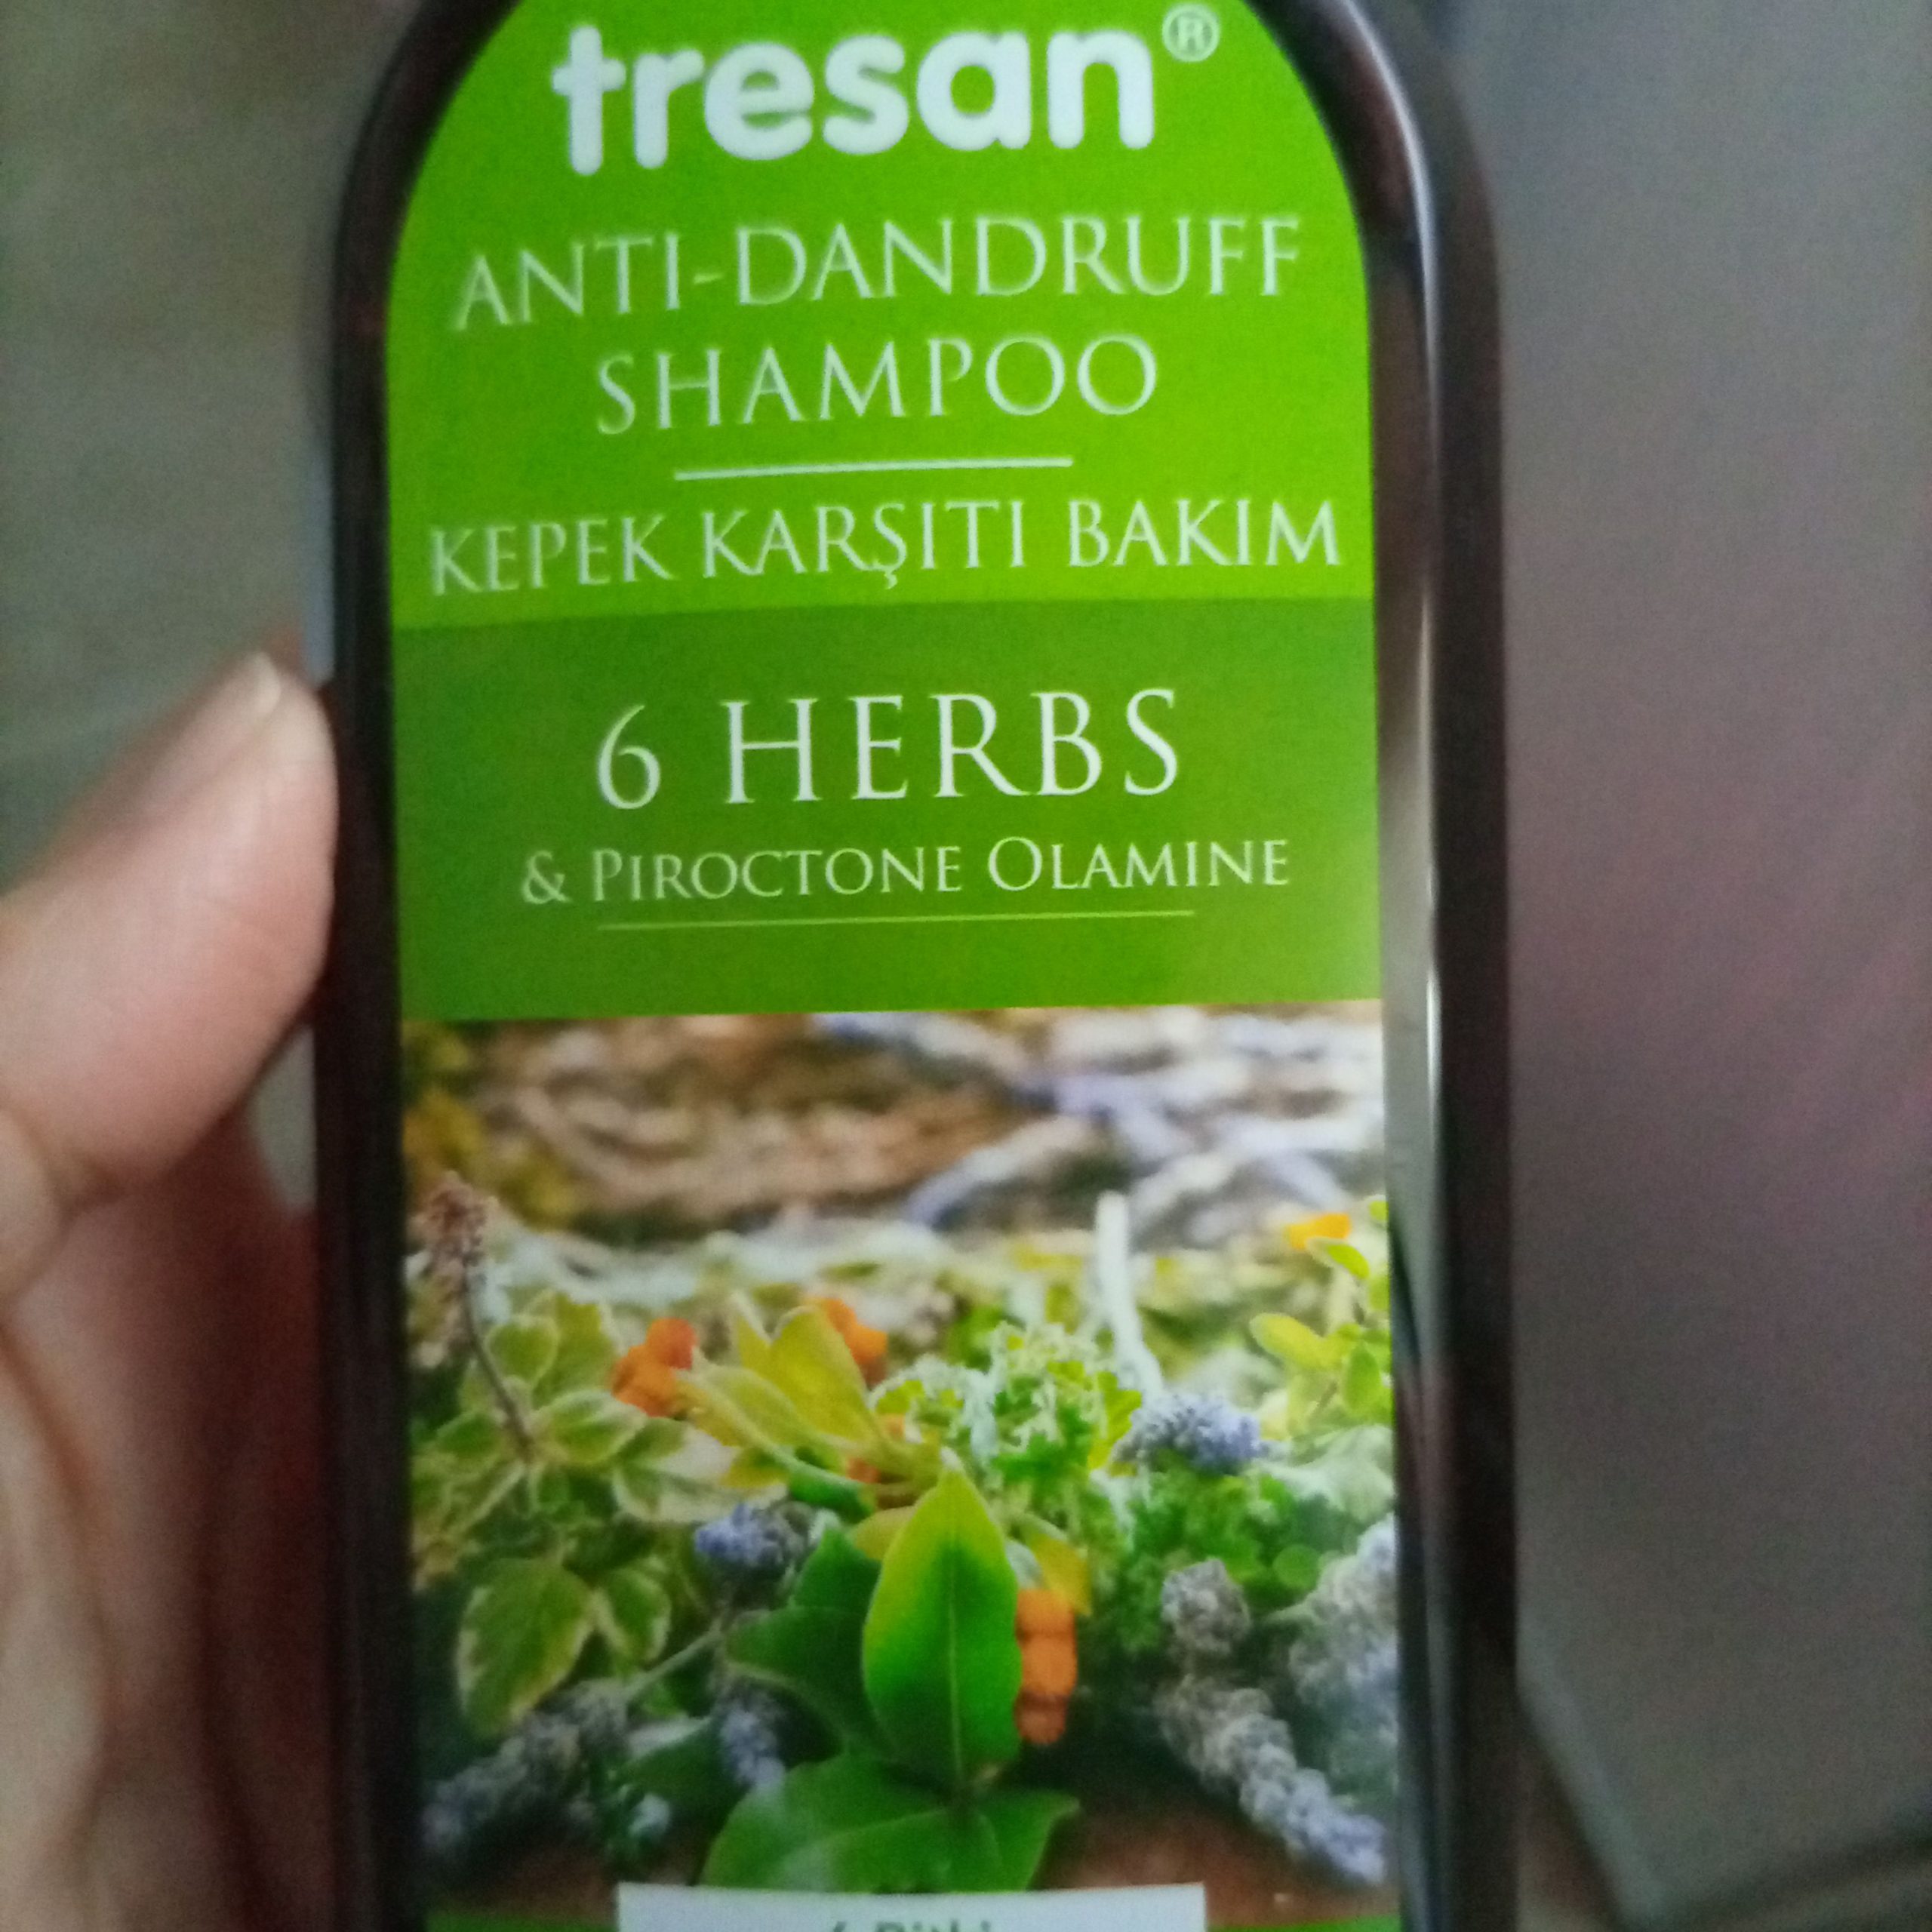 tresan®
ANTI-DANDRUFF
SHAMPOO
KEPEK KARŞITI BAKIM
6 HERBS
& PIROCTONE OLAMINE